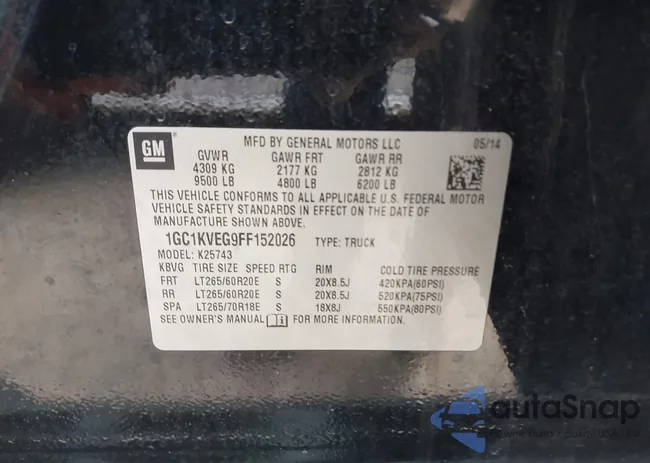 GM
MFD BY GENERAL MOTORS LLC 05/14
GVWR GAWR FRT GAWR RR
4309 KG 2177 KG 2812 KG
9500 LB 4800 LB 6200 LB
THIS VEHICLE CONFORMS TO ALL APPLICABLE U.S. FEDERAL MOTOR
VEHICLE SAFETY STANDARDS IN EFFECT ON THE DATE OF
MANUFACTURE SHOWN ABOVE.
1GC1KVEG9FF152026 TYPE: TRUCK
MODEL: K25743
KBVG TIRE SIZE SPEED RTG RIM COLD TIRE PRESSURE
FRT LT265/60R20E S 20X8.5J 420KPA(60PSI)
RR LT265/60R20E S 20X8.5J 520KPA(75PSI)
SPA LT265/70R18E S 18X8J 550KPA(80PSI)
SEE OWNER'S MANUAL FOR MORE INFORMATION.
autoSnap